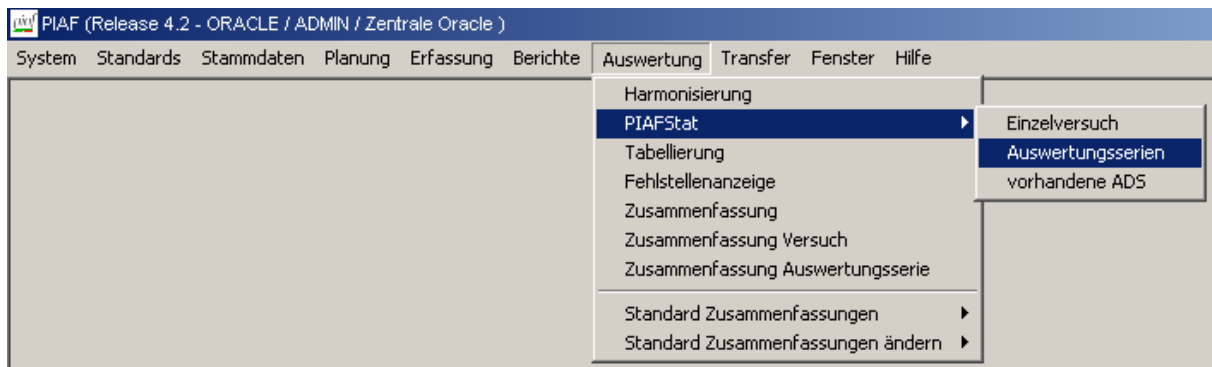 PIAF (Release 4.2 - ORACLE / ADMIN / Zentrale Oracle )
System Standards Stammdaten Planung Erfassung Berichte Auswertung Transfer Fenster Hilfe
Harmonisierung
PIAFStat
Einzelversuch
Auswertungsserien
vorhandene ADS
Tabellierung
Fehlstellenanzeige
Zusammenfassung
Zusammenfassung Versuch
Zusammenfassung Auswertungsserie
Standard Zusammenfassungen
Standard Zusammenfassungen ändern